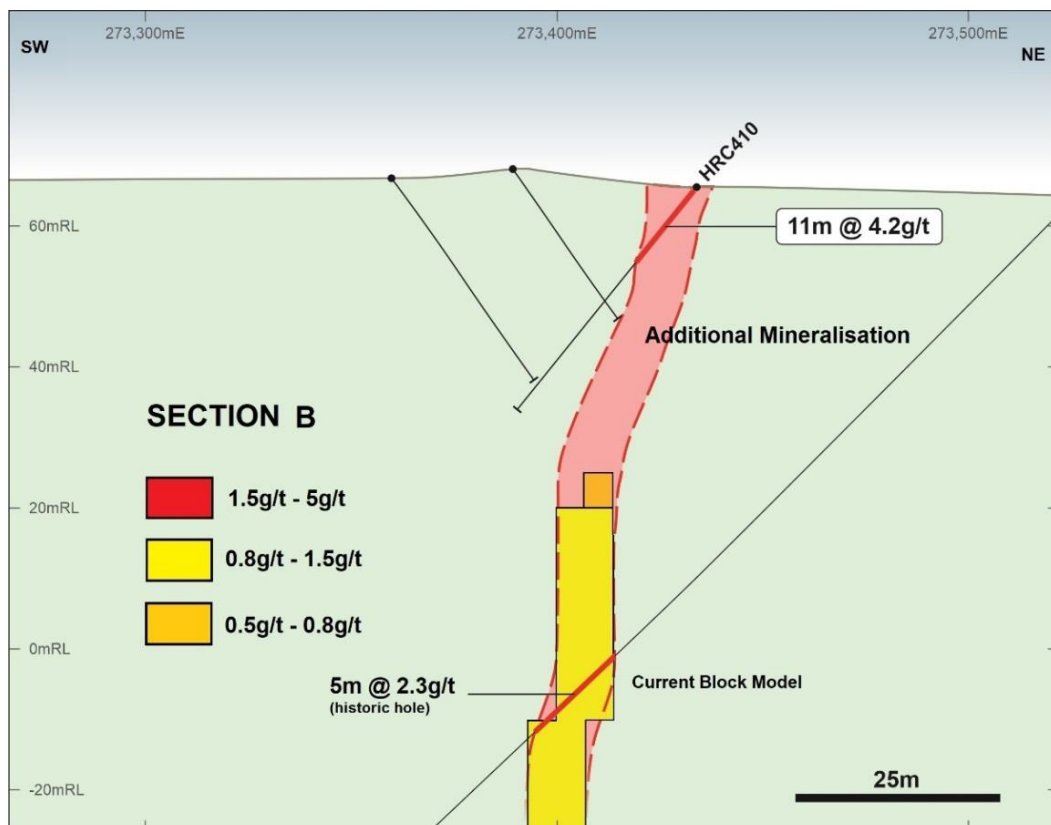 273,300mE
273,400mE
273,500mE
SW
NE
HRC410
60mRL
11m @ 4.2g/t
Additional Mineralisation
40mRL
SECTION B
1.5g/t - 5g/t
20mRL
0.8g/t - 1.5g/t
0.5g/t - 0.8g/t
0mRL
5m @ 2.3g/t
(historic hole)
Current Block Model
-20mRL
25m